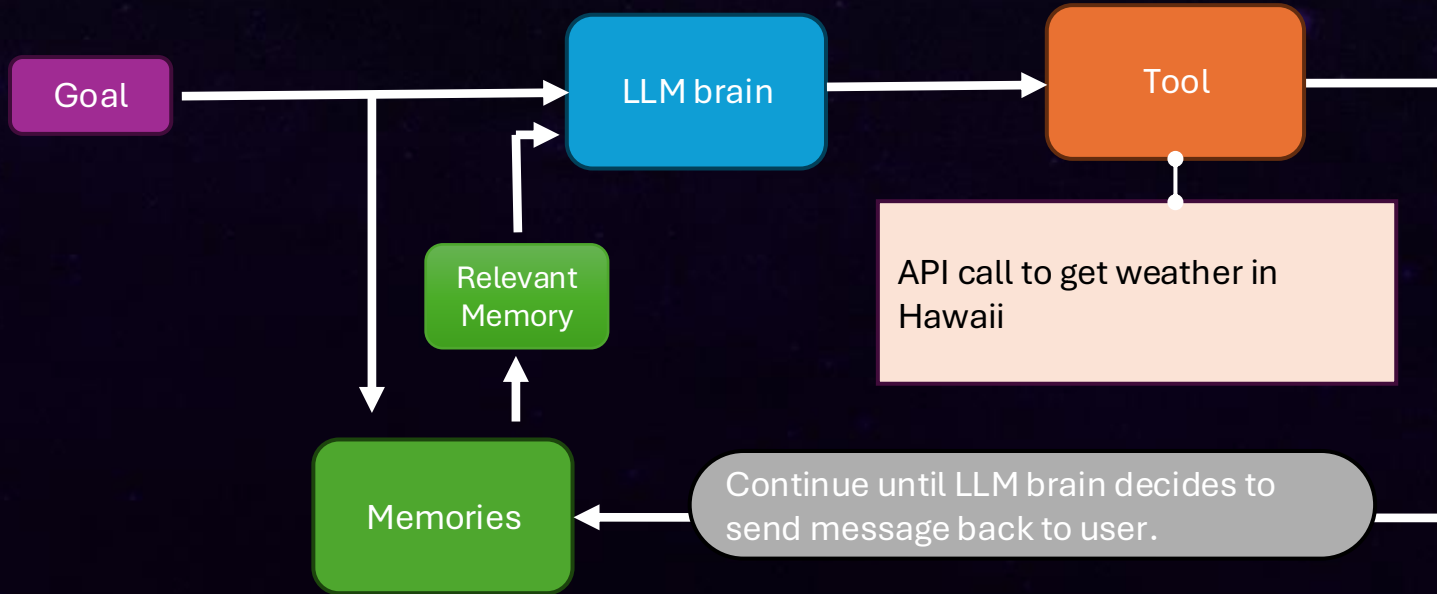 Goal
LLM brain
Tool
Relevant
Memory
API call to get weather in
Hawaii
Memories
Continue until LLM brain decides to
send message back to user.